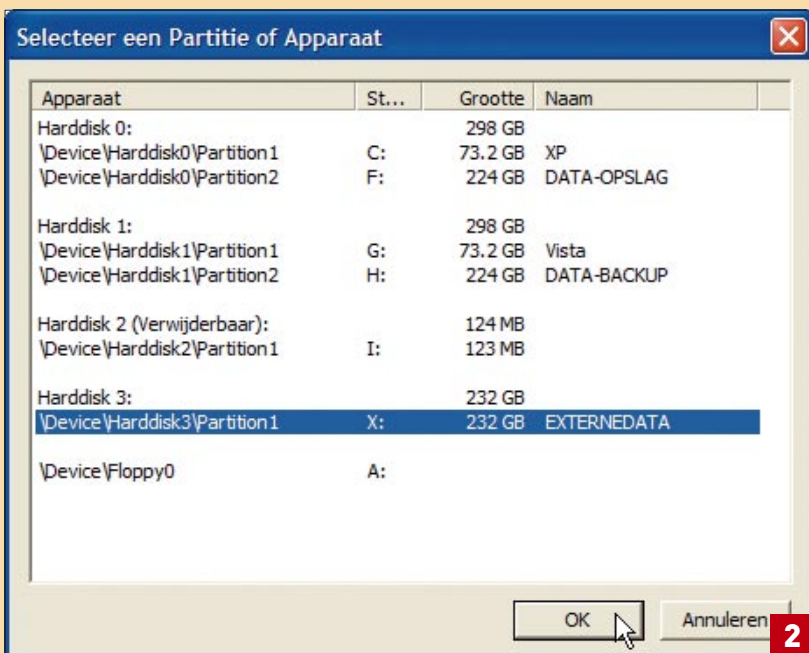 Selecteer een Partitie of Apparaat
Apparaat St... Grootte Naam
Harddisk 0: 298 GB
\Device\Harddisk0\Partition1 C: 73.2 GB XP
\Device\Harddisk0\Partition2 F: 224 GB DATA-OPSLAG
Harddisk 1: 298 GB
\Device\Harddisk1\Partition1 G: 73.2 GB Vista
\Device\Harddisk1\Partition2 H: 224 GB DATA-BACKUP
Harddisk 2 (Verwijderbaar): 124 MB
\Device\Harddisk2\Partition1 I: 123 MB
Harddisk 3: 232 GB
\Device\Harddisk3\Partition1 X: 232 GB EXTERNEDATA
\Device\Floppy0 A:
OK Annuleren
2